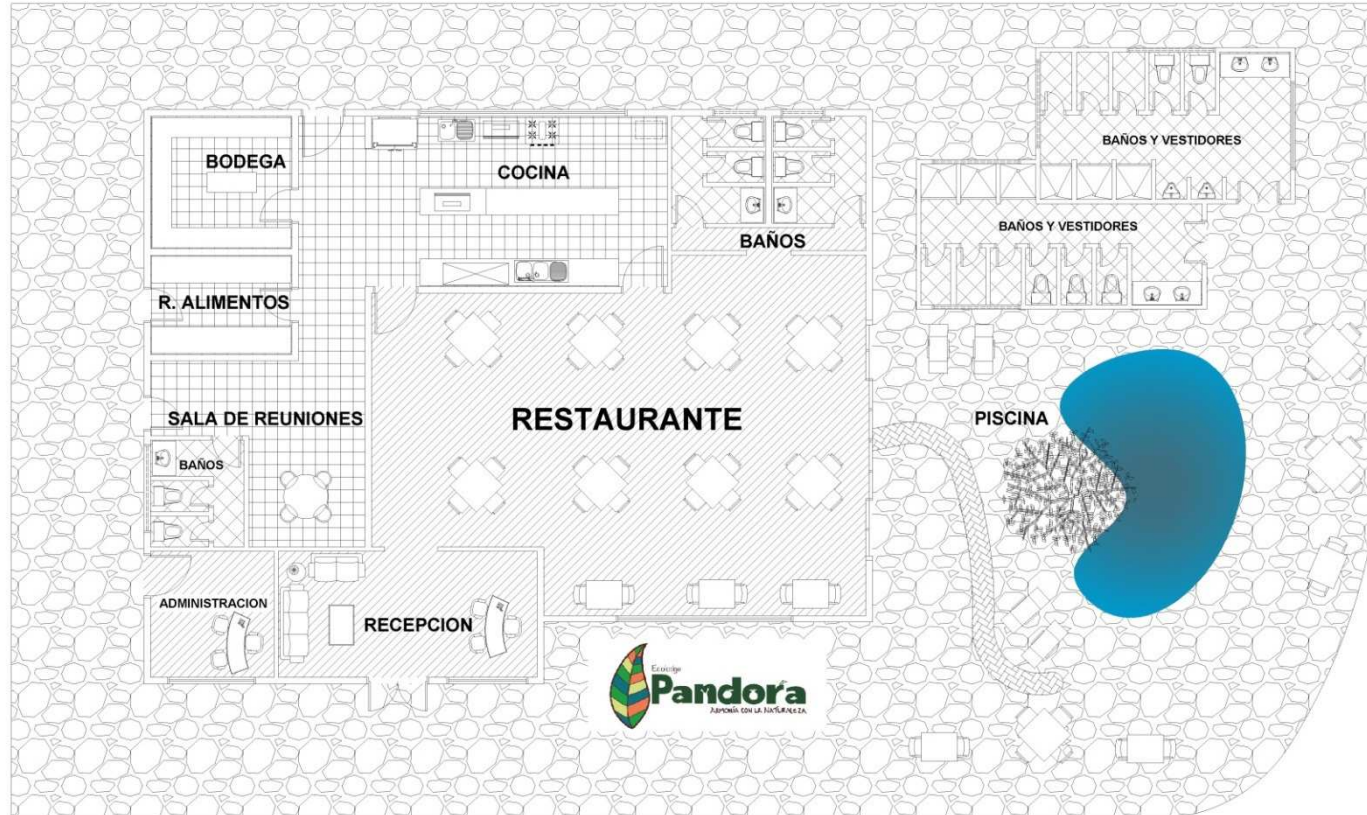 BODEGA
COCINA
BAÑOS
BAÑOS Y VESTIDORES
BAÑOS Y VESTIDORES
R. ALIMENTOS
SALA DE REUNIONES
RESTAURANTE
PISCINA
BAÑOS
ADMINISTRACION
RECEPCION
Ecolodge
Pandora
ARMONÍA CON LA NATURALEZA